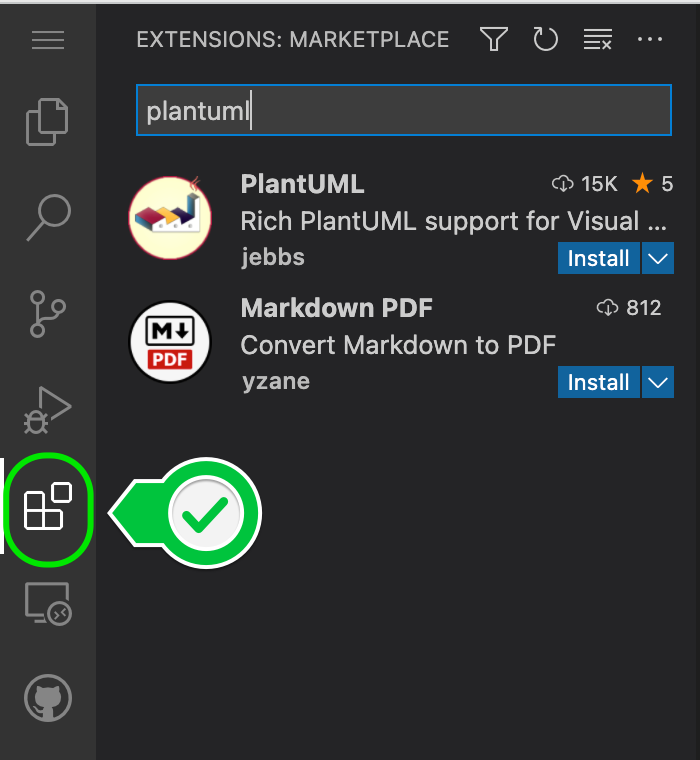 EXTENSIONS: MARKETPLACE
plantuml
PlantUML 15K 5
Rich PlantUML support for Visual ...
jebbs Install
M PDF
Markdown PDF 812
Convert Markdown to PDF
yzane Install